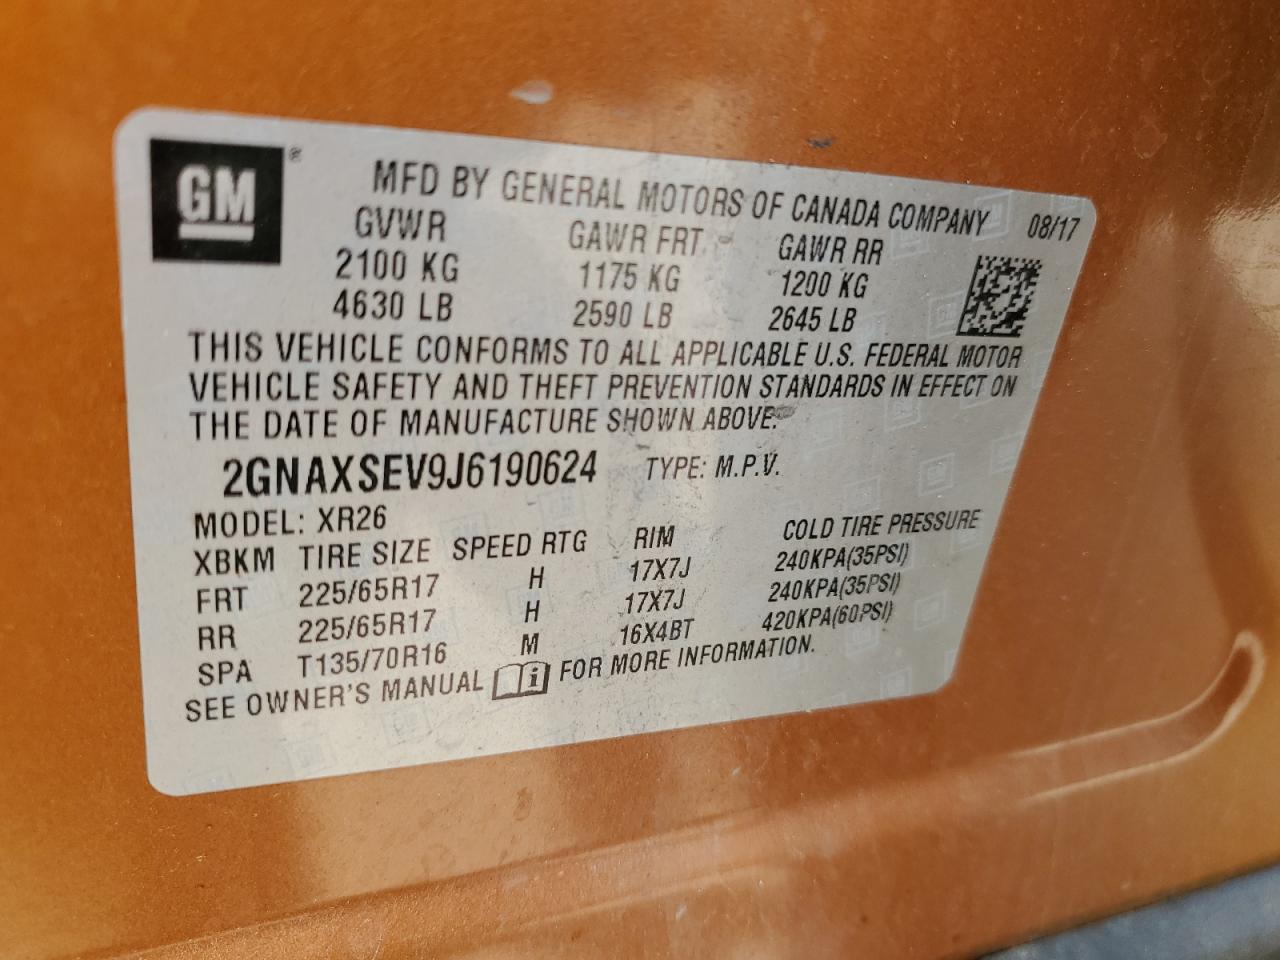 GM®
MFD BY GENERAL MOTORS OF CANADA COMPANY 08/17
GVWR GAWR FRT GAWR RR
2100 KG 1175 KG 1200 KG
4630 LB 2590 LB 2645 LB
THIS VEHICLE CONFORMS TO ALL APPLICABLE U.S. FEDERAL MOTOR
VEHICLE SAFETY AND THEFT PREVENTION STANDARDS IN EFFECT ON
THE DATE OF MANUFACTURE SHOWN ABOVE.
2GNAXSEV9J6190624 TYPE: M.P.V.
MODEL: XR26
XBKM TIRE SIZE SPEED RTG RIM COLD TIRE PRESSURE
FRT 225/65R17 H 17X7J 240KPA(35PSI)
RR 225/65R17 H 17X7J 240KPA(35PSI)
SPA T135/70R16 M 16X4BT 420KPA(60PSI)
SEE OWNER'S MANUAL FOR MORE INFORMATION.